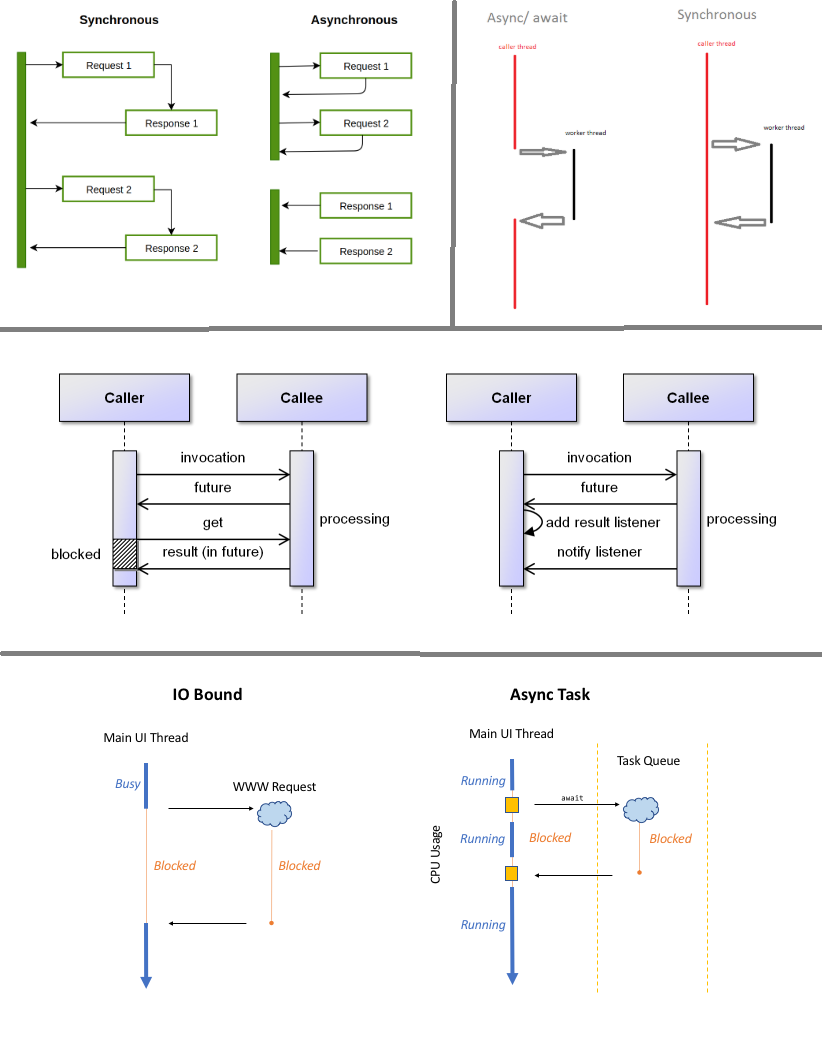 Synchronous
Request 1
Response 1
Request 2
Response 2
Asynchronous
Request 1
Request 2
Response 1
Response 2
Async/ await
caller thread
worker thread
Synchronous
caller thread
worker thread
Caller
Callee
invocation
future
get
processing
blocked
result (in future)
Caller
Callee
invocation
future
add result listener
processing
notify listener
IO Bound
Main UI Thread
Busy
WWW Request
Blocked
Blocked
Async Task
Main UI Thread
Task Queue
Running
await
Running
Blocked
Blocked
CPU Usage
Running